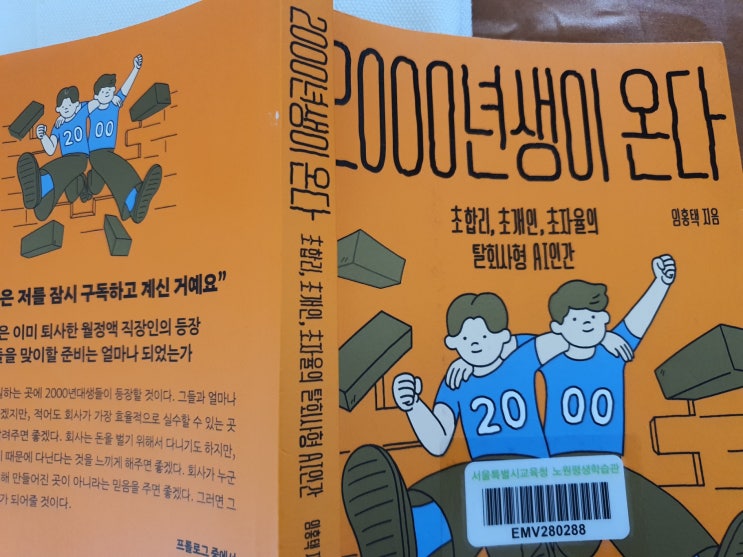 20 00
은 저를 잠시 구독하고 계신 거예요”
은 이미 퇴사한 월정액 직장인의 등장
들을 맞이할 준비는 얼마나 되었는가
일하는 곳에 2000년대생들이 등장할 것이다. 그들과 얼마나
겠지만, 적어도 회사가 가장 효율적으로 실수할 수 있는 곳
알려주면 좋겠다. 회사는 돈을 벌기 위해서 다니기도 하지만,
때문에 다닌다는 것을 느끼게 해주면 좋겠다. 회사가 누군
해 만들어진 곳이 아니라는 믿음을 주면 좋겠다. 그러면 그
가 되어줄 것이다.
프롤로그 중에서
2000년생이 온다
초합리, 초개인, 초자율의 탈회사형 AI인간
임홍택
2000년생이 온다
임홍택 지음
초합리, 초개인, 초자율의
탈회사형 AI인간
20 00
서울특별시교육청 노원평생학습관
EMV280288